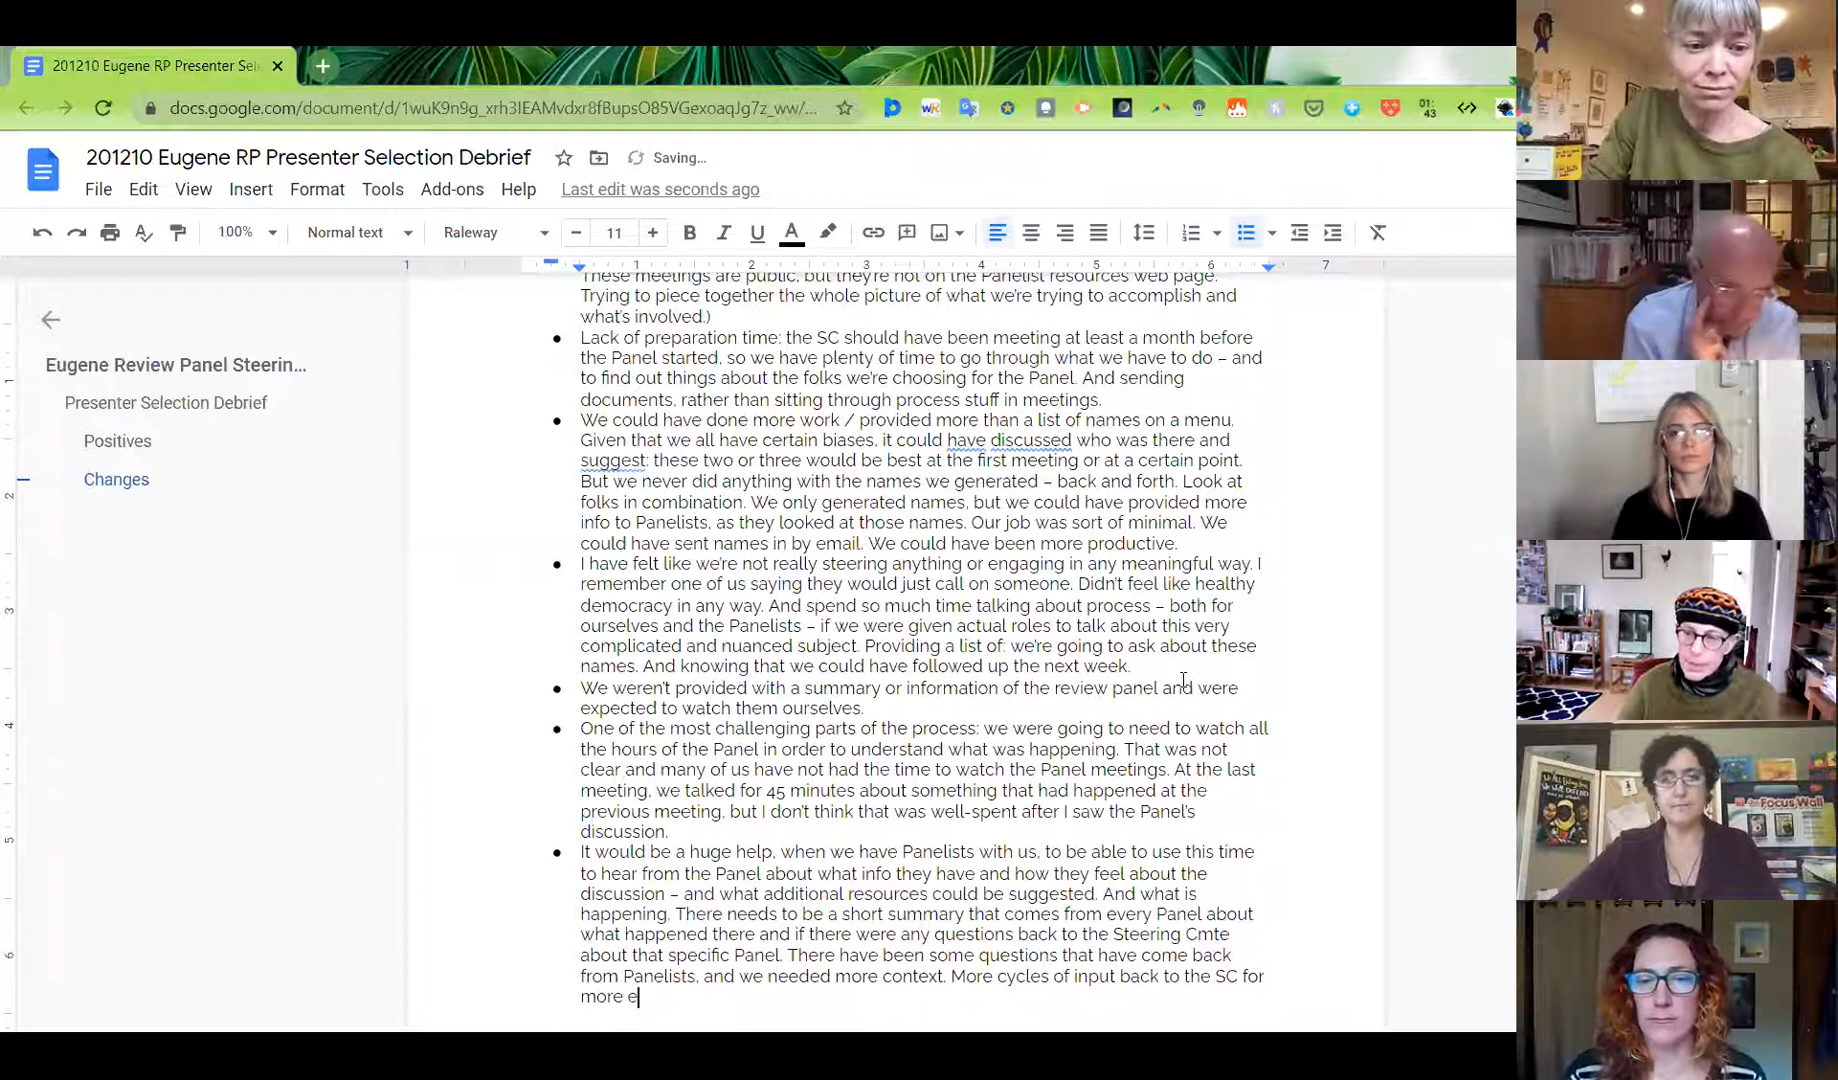 201210 Eugene RP Presenter Sel
docs.google.com/document/d/1wuK9n9g_xrh3IEAMvdxr8fBupsO85VGexoaqJg7z_ww/...
01:
43
201210 Eugene RP Presenter Selection Debrief
Saving...
File Edit View Insert Format Tools Add-ons Help Last edit was seconds ago
100% Normal text Raleway 11
1 1 2 3 4 5 6 7
These meetings are public, but they're not on the Panelist resources web page.
Trying to piece together the whole picture of what we're trying to accomplish and
what's involved.)
Eugene Review Panel Steerin...
Presenter Selection Debrief
Positives
Changes
● Lack of preparation time: the SC should have been meeting at least a month before
the Panel started, so we have plenty of time to go through what we have to do – and
to find out things about the folks we're choosing for the Panel. And sending
documents, rather than sitting through process stuff in meetings.
● We could have done more work / provided more than a list of names on a menu.
Given that we all have certain biases, it could have discussed who was there and
suggest: these two or three would be best at the first meeting or at a certain point.
But we never did anything with the names we generated – back and forth. Look at
folks in combination. We only generated names, but we could have provided more
info to Panelists, as they looked at those names. Our job was sort of minimal. We
could have sent names in by email. We could have been more productive.
● I have felt like we're not really steering anything or engaging in any meaningful way. I
remember one of us saying they would just call on someone. Didn't feel like healthy
democracy in any way. And spend so much time talking about process – both for
ourselves and the Panelists – if we were given actual roles to talk about this very
complicated and nuanced subject. Providing a list of: we're going to ask about these
names. And knowing that we could have followed up the next week.
● We weren't provided with a summary or information of the review panel and were
expected to watch them ourselves.
● One of the most challenging parts of the process: we were going to need to watch all
the hours of the Panel in order to understand what was happening. That was not
clear and many of us have not had the time to watch the Panel meetings. At the last
meeting, we talked for 45 minutes about something that had happened at the
previous meeting, but I don't think that was well-spent after I saw the Panel's
discussion.
● It would be a huge help, when we have Panelists with us, to be able to use this time
to hear from the Panel about what info they have and how they feel about the
discussion – and what additional resources could be suggested. And what is
happening. There needs to be a short summary that comes from every Panel about
what happened there and if there were any questions back to the Steering Cmte
about that specific Panel. There have been some questions that have come back
from Panelists, and we needed more context. More cycles of input back to the SC for
more e
1
2
3
4
5
6
Focus Wall